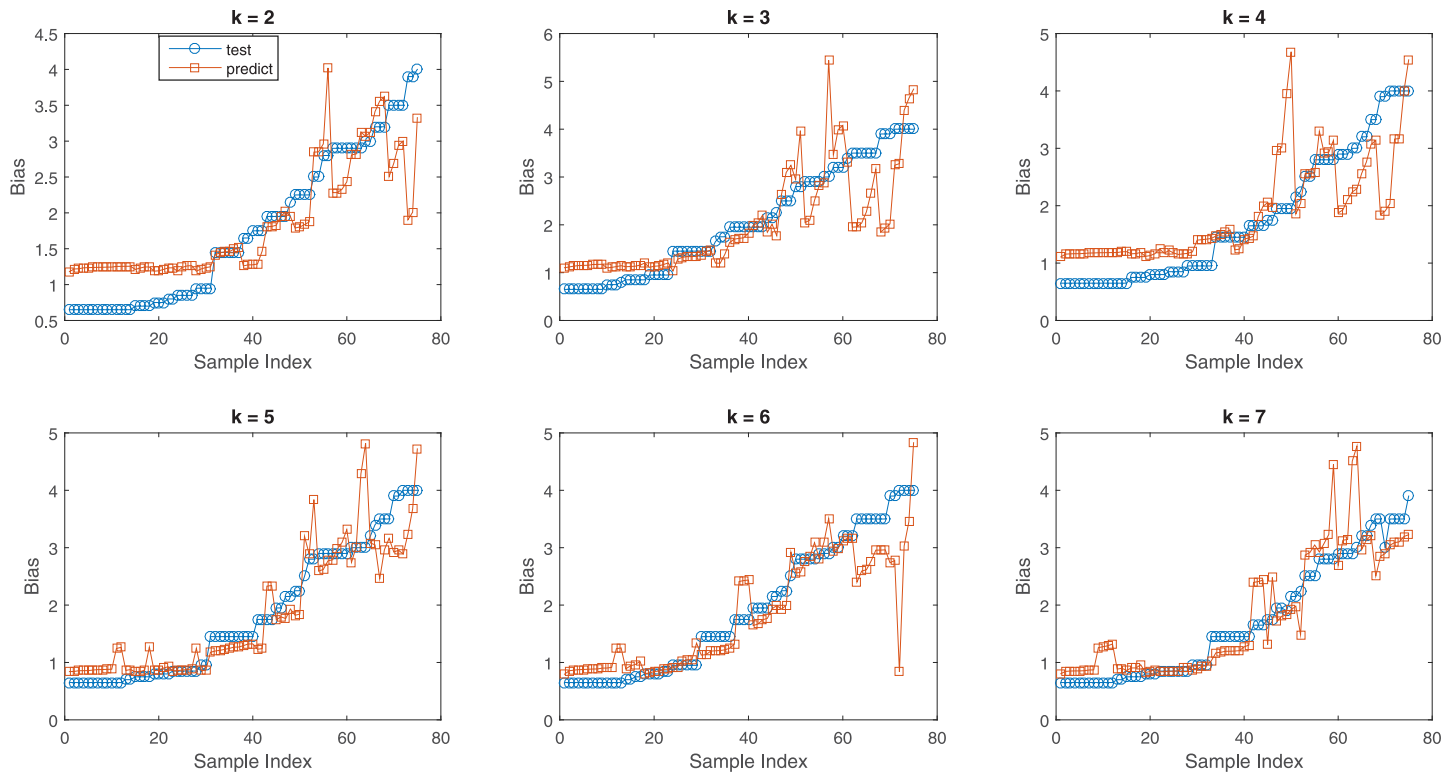 k = 2
k = 3
k = 4
4.5
4
3.5
3
2.5
2
1.5
1
0.5
Bias
test
predict
0 20 40 60 80
Sample Index
6
5
4
3
2
1
0
Bias
0 20 40 60 80
Sample Index
5
4
3
2
1
0
Bias
0 20 40 60 80
Sample Index
k = 5
k = 6
k = 7
5
4
3
2
1
0
Bias
0 20 40 60 80
Sample Index
5
4
3
2
1
0
Bias
0 20 40 60 80
Sample Index
5
4
3
2
1
0
Bias
0 20 40 60 80
Sample Index